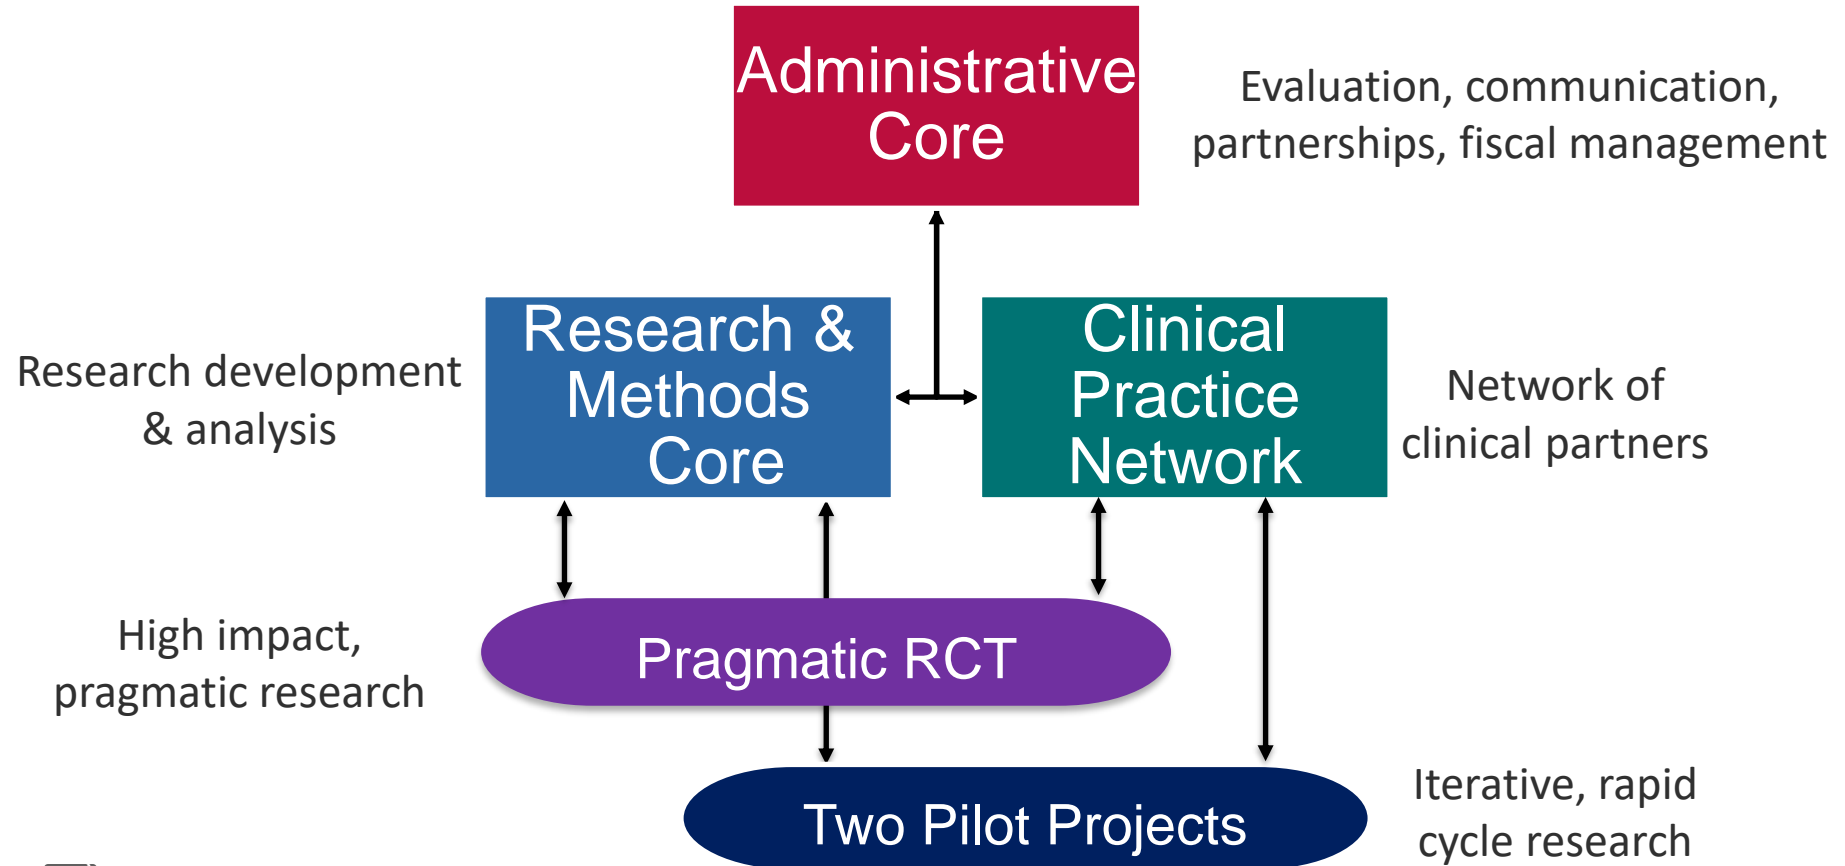 Administrative
Core
Evaluation, communication,
partnerships, fiscal management
Research development
& analysis
Research &
Methods
Core
Clinical
Practice
Network
Network of
clinical partners
High impact,
pragmatic research
Pragmatic RCT
Two Pilot Projects
Iterative, rapid
cycle research